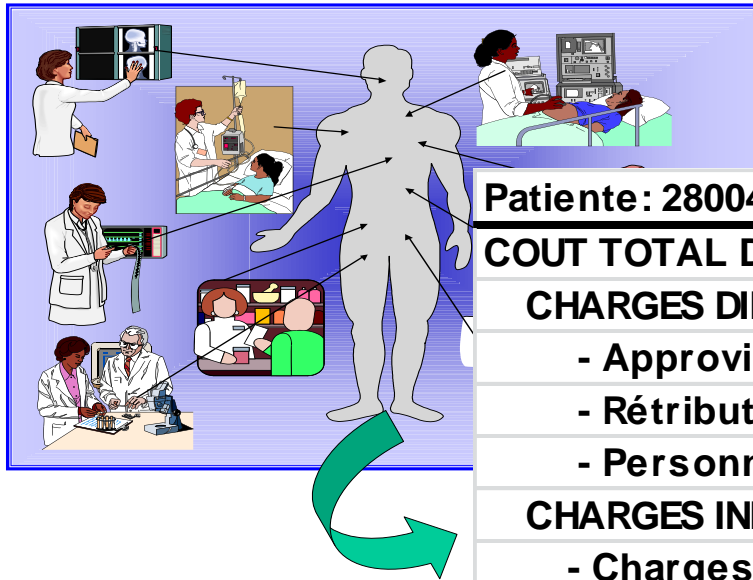 Patiente: 28004
COUT TOTAL D
CHARGES DI
- Approvi
- Rétribut
- Personn
CHARGES IN
- Charges